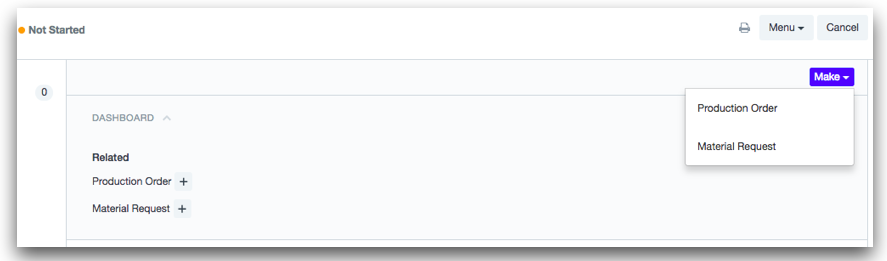 Not Started
Menu Cancel
Make
0
Production Order
DASHBOARD
Material Request
Related
Production Order +
Material Request +